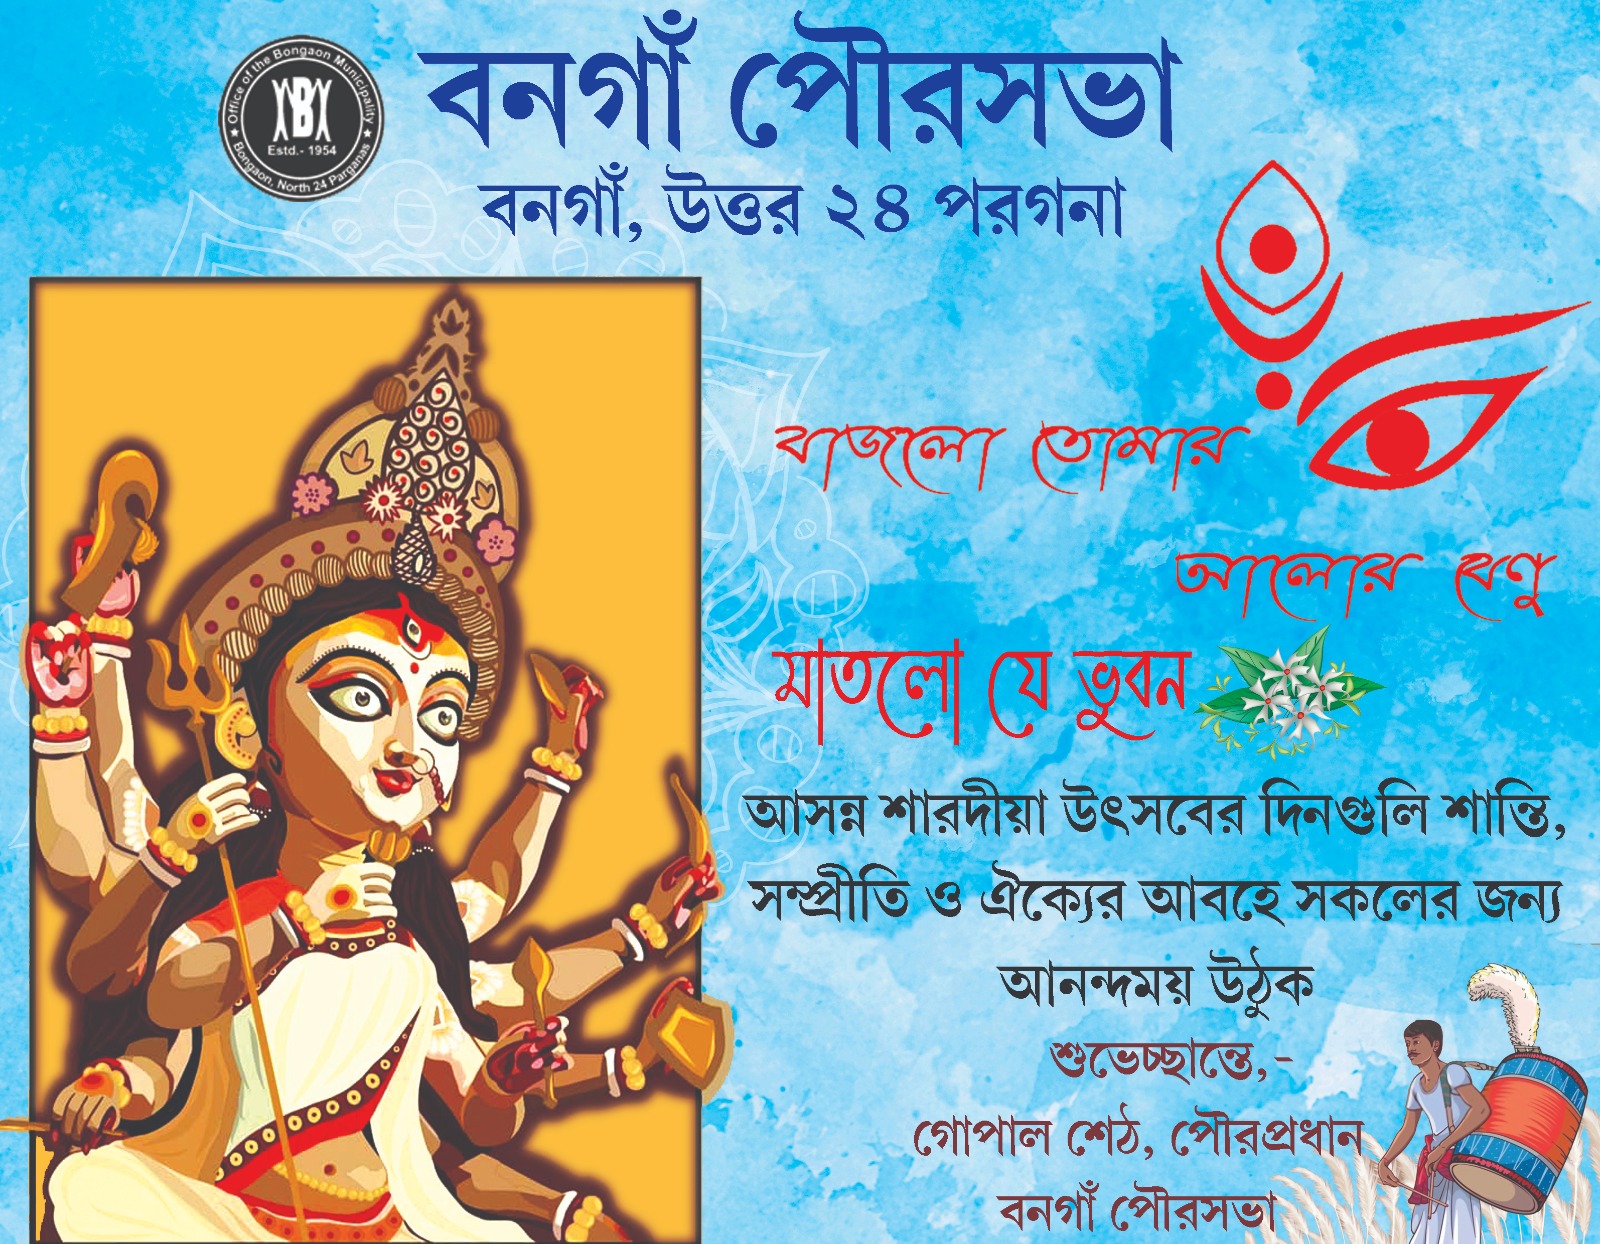 Office of the Bongaon Municipality
XBX
Estd.- 1954
Bongaon, North 24 Parganas
বনগাঁ পৌরসভা
বনগাঁ, উত্তর ২৪ পরগনা
বাজলো তোমার
আলোর বেণু
মাতলো যে ভুবন
আসন্ন শারদীয়া উৎসবের দিনগুলি শান্তি,
সম্প্রীতি ও ঐক্যের আবহে সকলের জন্য
আনন্দময় উঠুক
শুভেচ্ছান্তে,-
গোপাল শেঠ, পৌরপ্রধান
বনগাঁ পৌরসভা